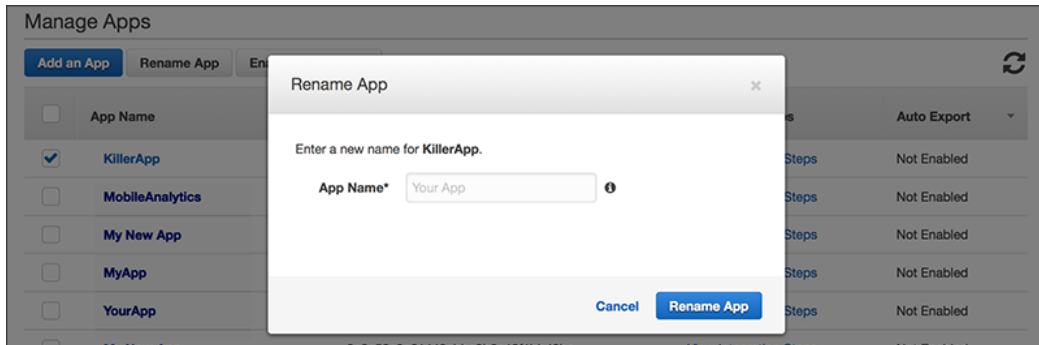 Manage Apps
Add an App Rename App
Rename App
App Name Auto Export
Enter a new name for KillerApp.
KillerApp Steps Not Enabled
App Name* Your App
MobileAnalytics Steps Not Enabled
My New App Steps Not Enabled
MyApp Steps Not Enabled
Cancel Rename App
YourApp Steps Not Enabled